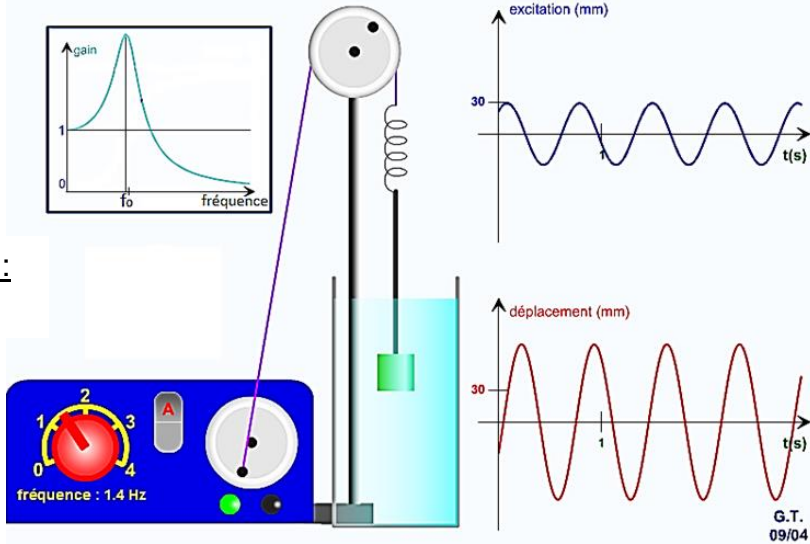 gain
1
0
fo
fréquence
:
excitation (mm)
30
1
t(s)
déplacement (mm)
30
1
t(s)
A
0
1
2
3
4
fréquence : 1.4 Hz
G.T.
09/04